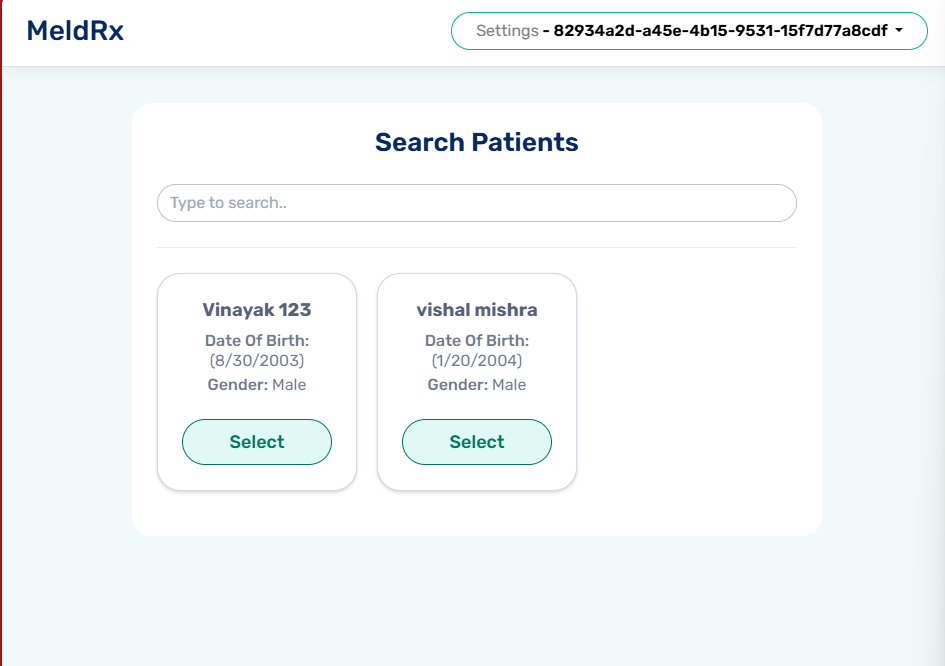 MeldRx
Settings - 82934a2d-a45e-4b15-9531-15f7d77a8cdf
Search Patients
Type to search..
Vinayak 123
Date Of Birth:
(8/30/2003)
Gender: Male
Select
vishal mishra
Date Of Birth:
(1/20/2004)
Gender: Male
Select